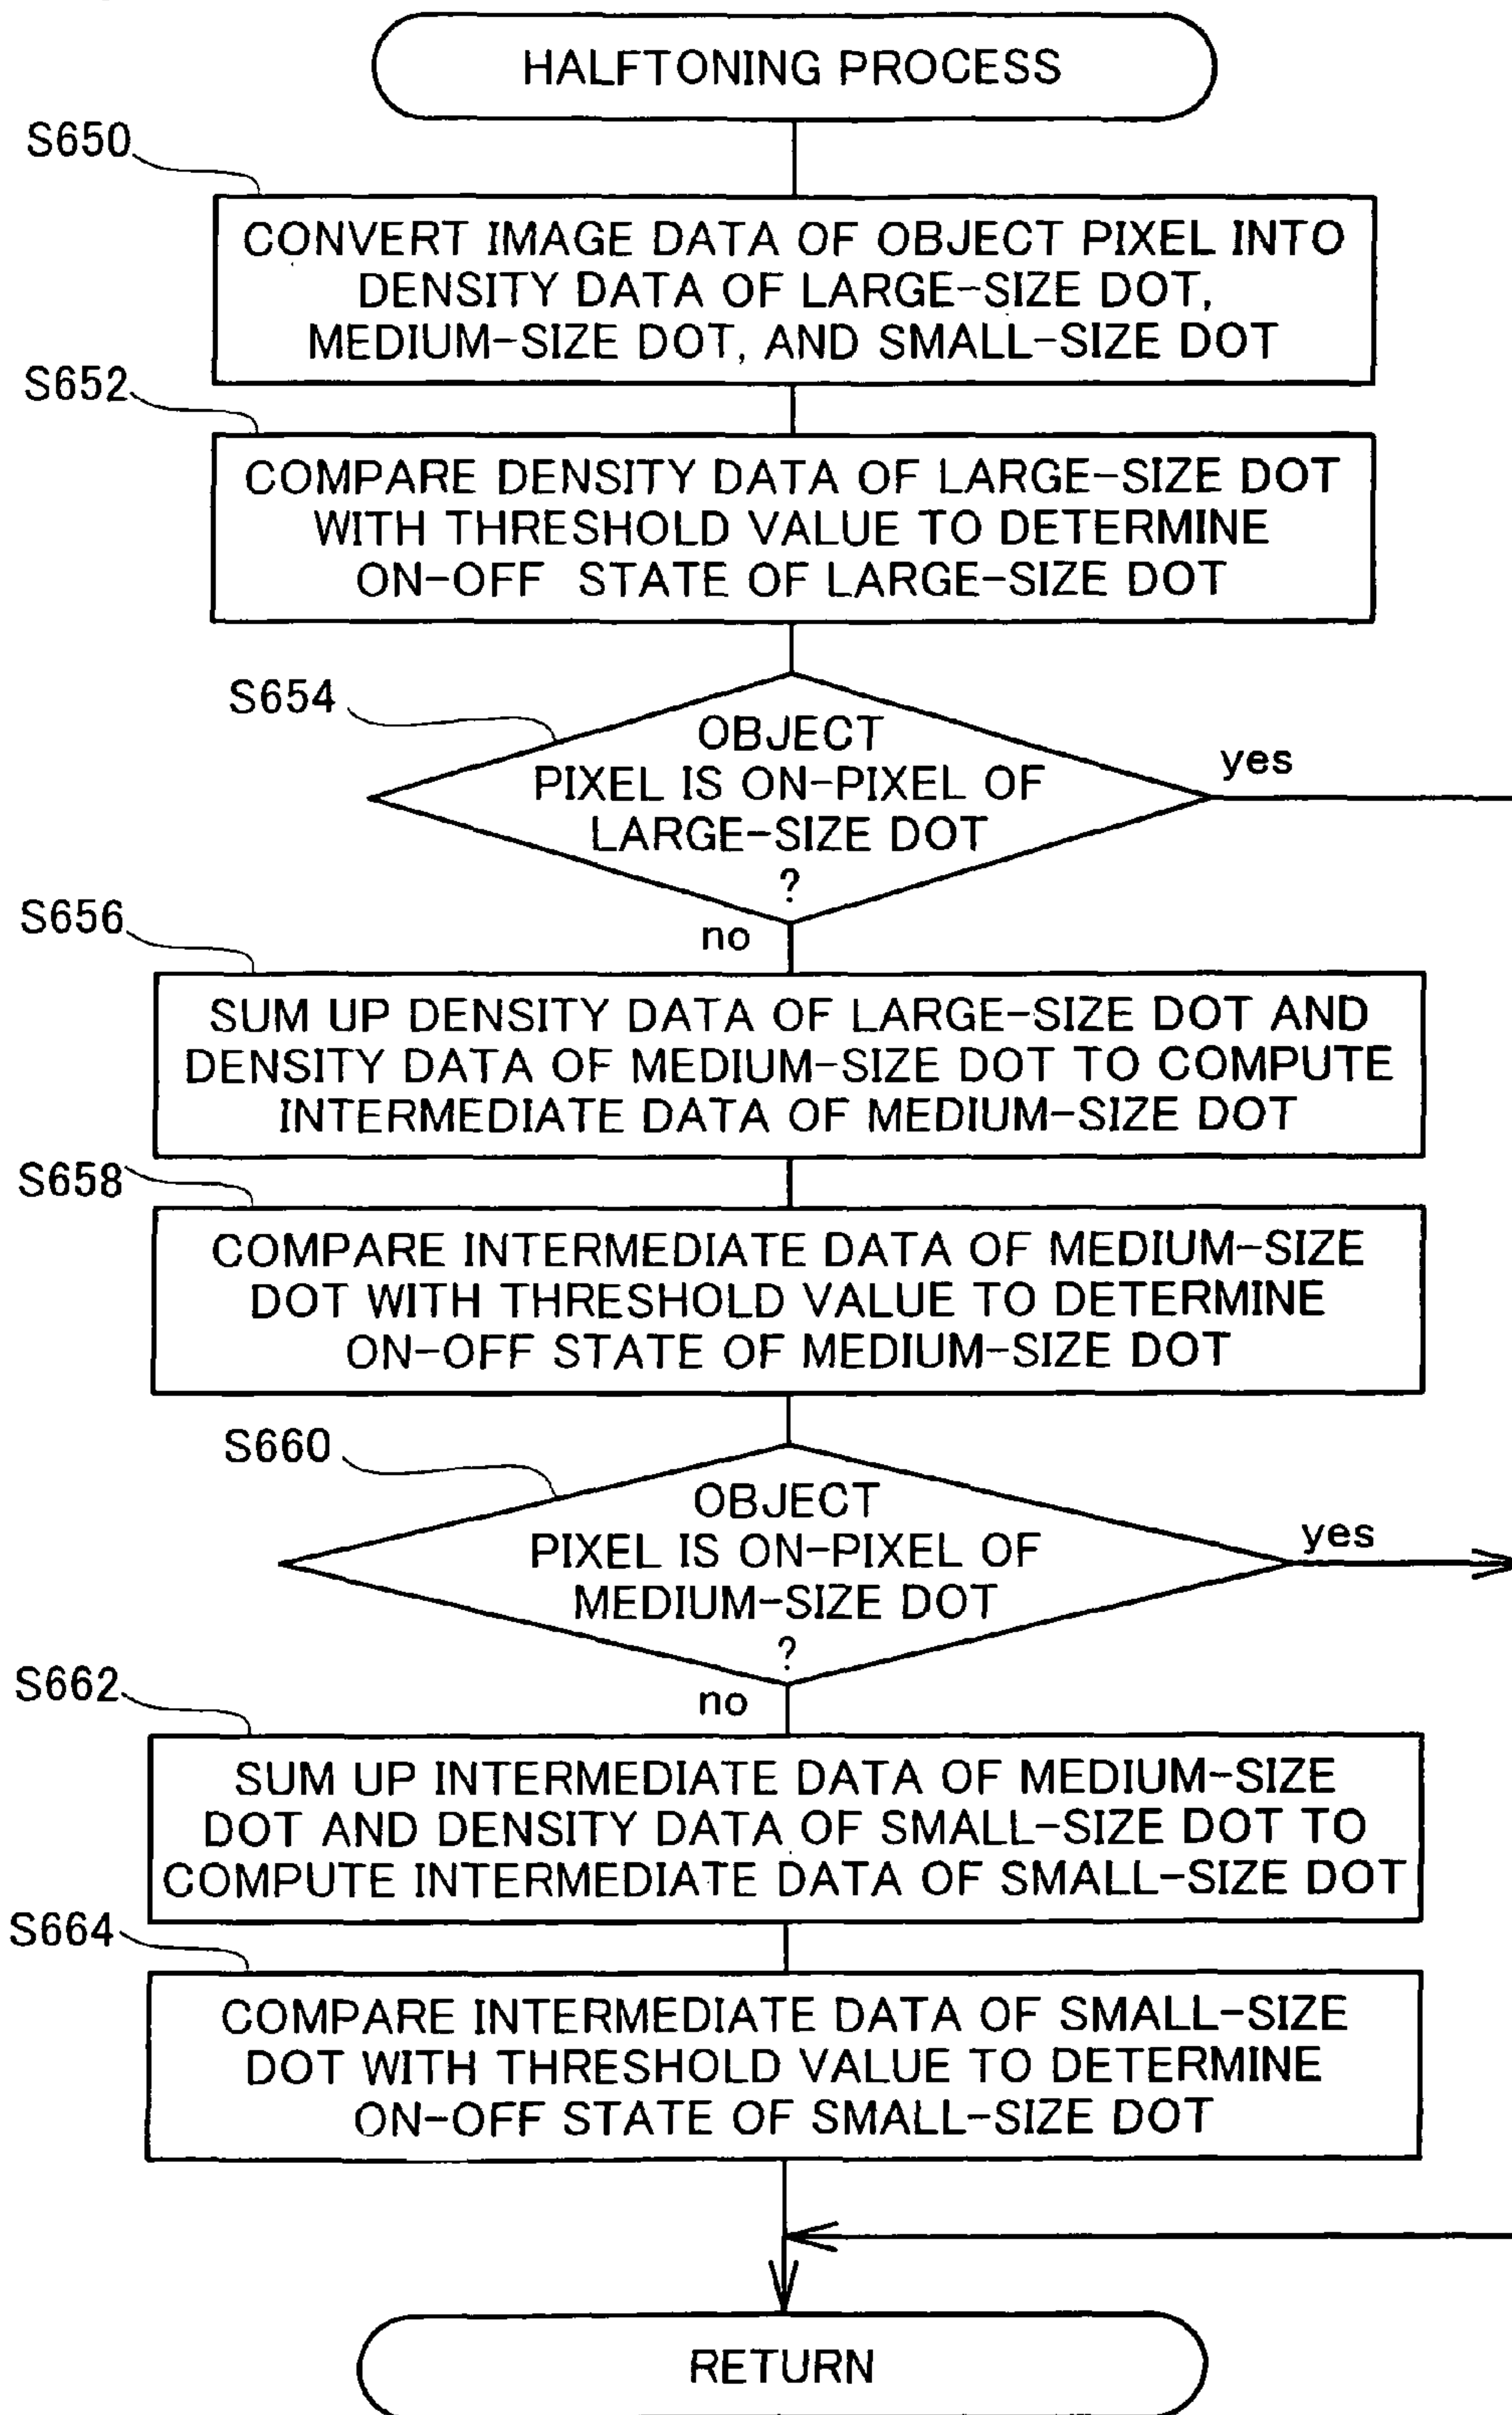 HALFTONING PROCESS
S650
CONVERT IMAGE DATA OF OBJECT PIXEL INTO
DENSITY DATA OF LARGE-SIZE DOT,
MEDIUM-SIZE DOT, AND SMALL-SIZE DOT
S652
COMPARE DENSITY DATA OF LARGE-SIZE DOT
WITH THRESHOLD VALUE TO DETERMINE
ON-OFF STATE OF LARGE-SIZE DOT
S654
OBJECT
PIXEL IS ON-PIXEL OF
LARGE-SIZE DOT
?
yes
no
S656
SUM UP DENSITY DATA OF LARGE-SIZE DOT AND
DENSITY DATA OF MEDIUM-SIZE DOT TO COMPUTE
INTERMEDIATE DATA OF MEDIUM-SIZE DOT
S658
COMPARE INTERMEDIATE DATA OF MEDIUM-SIZE
DOT WITH THRESHOLD VALUE TO DETERMINE
ON-OFF STATE OF MEDIUM-SIZE DOT
S660
OBJECT
PIXEL IS ON-PIXEL OF
MEDIUM-SIZE DOT
?
yes
no
S662
SUM UP INTERMEDIATE DATA OF MEDIUM-SIZE
DOT AND DENSITY DATA OF SMALL-SIZE DOT TO
COMPUTE INTERMEDIATE DATA OF SMALL-SIZE DOT
S664
COMPARE INTERMEDIATE DATA OF SMALL-SIZE
DOT WITH THRESHOLD VALUE TO DETERMINE
ON-OFF STATE OF SMALL-SIZE DOT
RETURN